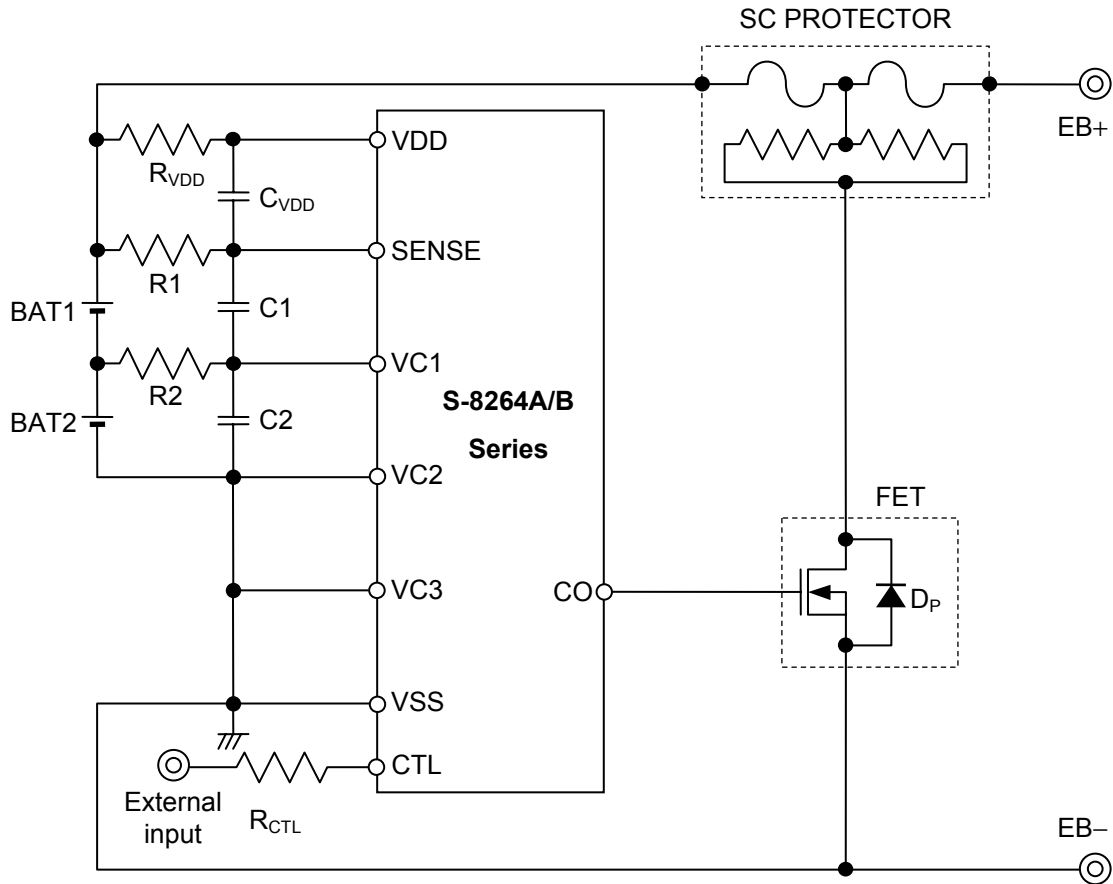 SC PROTECTOR
EB+
VDD
RVDD
CVDD
SENSE
R1
BAT1
C1
VC1
R2
S-8264A/B
Series
BAT2
C2
VC2
FET
VC3
CO
DP
VSS
CTL
External
input
RCTL
EB−